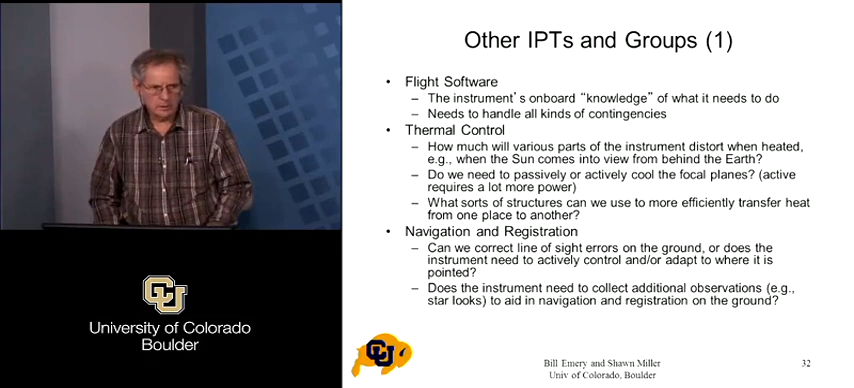 Other IPTs and Groups (1)
• Flight Software
– The instrument's onboard “knowledge” of what it needs to do
– Needs to handle all kinds of contingencies
• Thermal Control
– How much will various parts of the instrument distort when heated,
e.g., when the Sun comes into view from behind the Earth?
– Do we need to passively or actively cool the focal planes? (active
requires a lot more power)
– What sorts of structures can we use to more efficiently transfer heat
from one place to another?
• Navigation and Registration
– Can we correct line of sight errors on the ground, or does the
instrument need to actively control and/or adapt to where it is
pointed?
– Does the instrument need to collect additional observations (e.g.,
star looks) to aid in navigation and registration on the ground?
CU
University of Colorado
Boulder
CU
Bill Emery and Shawn Miller
Univ of Colorado, Boulder
32